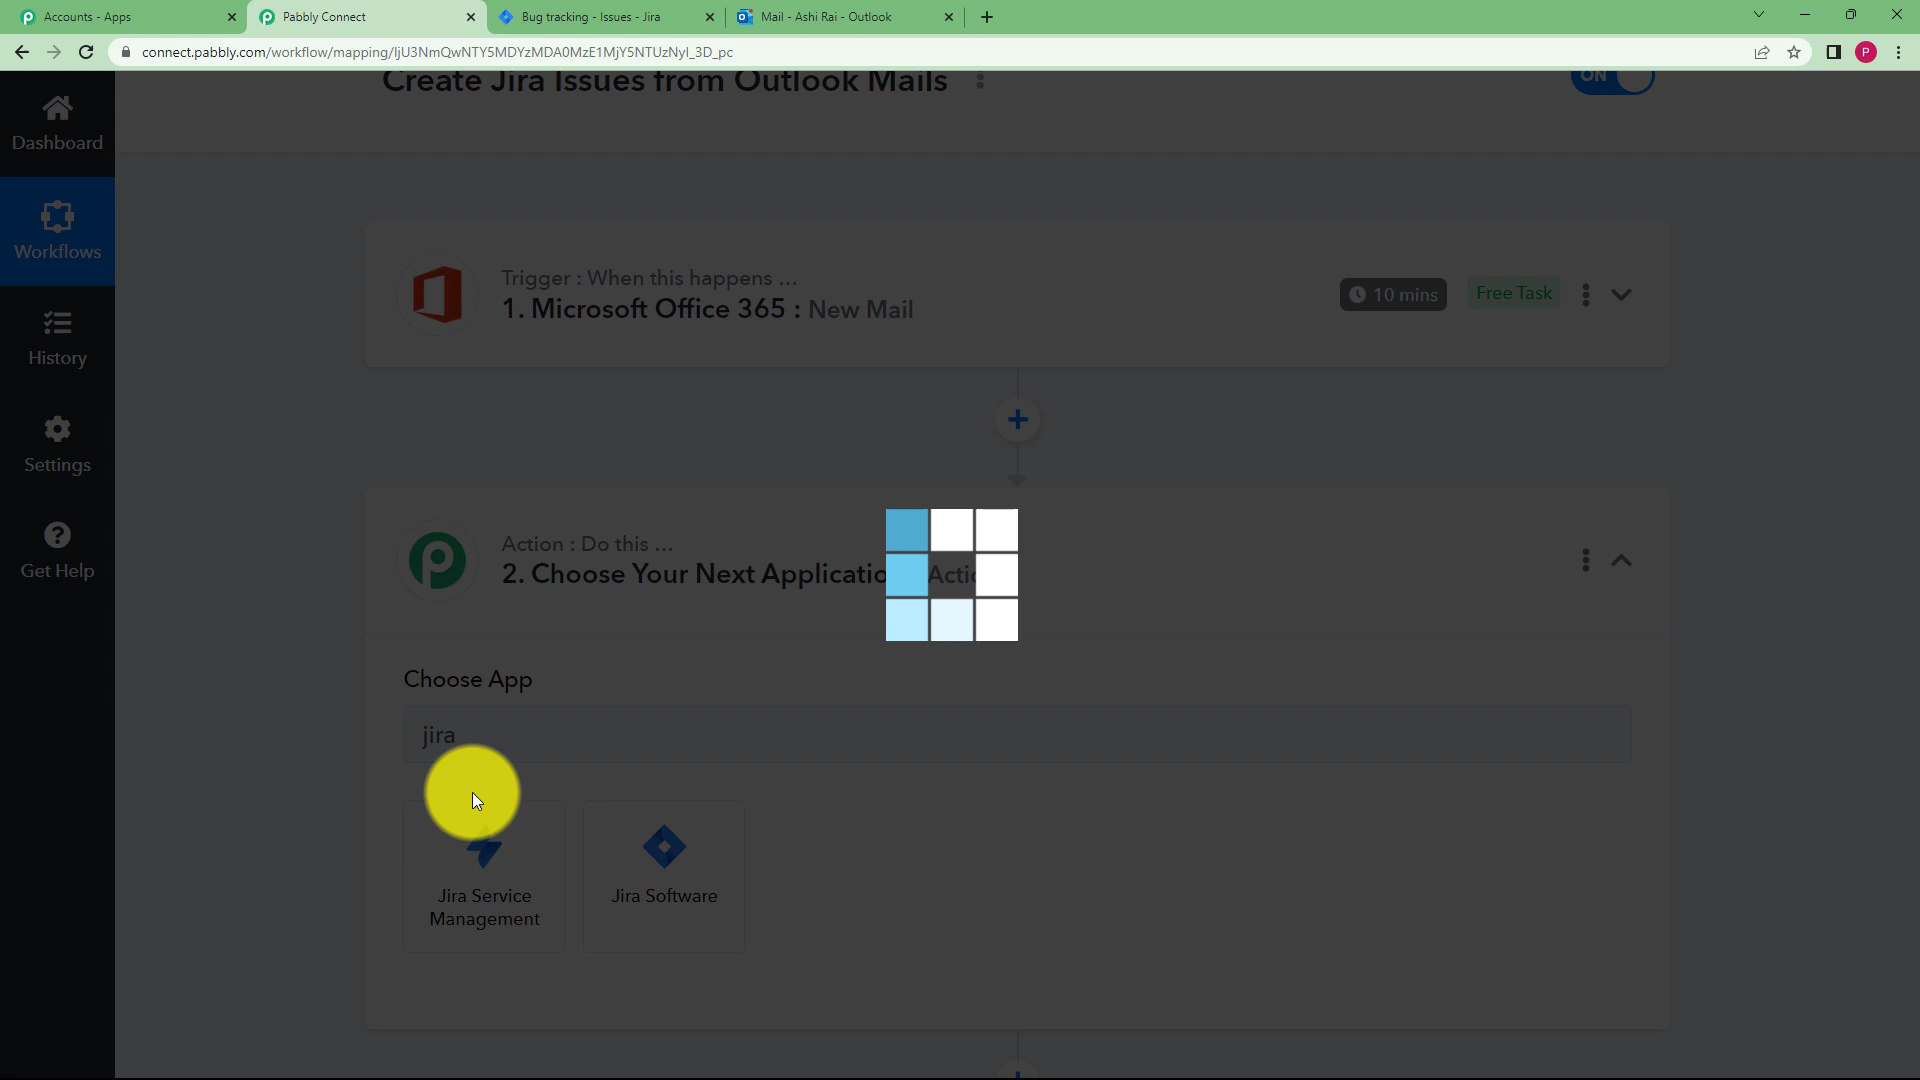 Accounts - Apps
Pabbly Connect
Bug tracking - Issues - Jira
Mail - Ashi Rai - Outlook
connect.pabbly.com/workflow/mapping/IjU3NmQwNTY5MDYzMDA0MzE1MjY5NTUzNyI_3D_pc
P
Create Jira Issues from Outlook Mails
ON
Dashboard
Workflows
History
Settings
Get Help
Trigger : When this happens ...
1. Microsoft Office 365 : New Mail
10 mins
Free Task
Action : Do this ...
2. Choose Your Next Application
Choose App
jira
Jira Service
Management
Jira Software